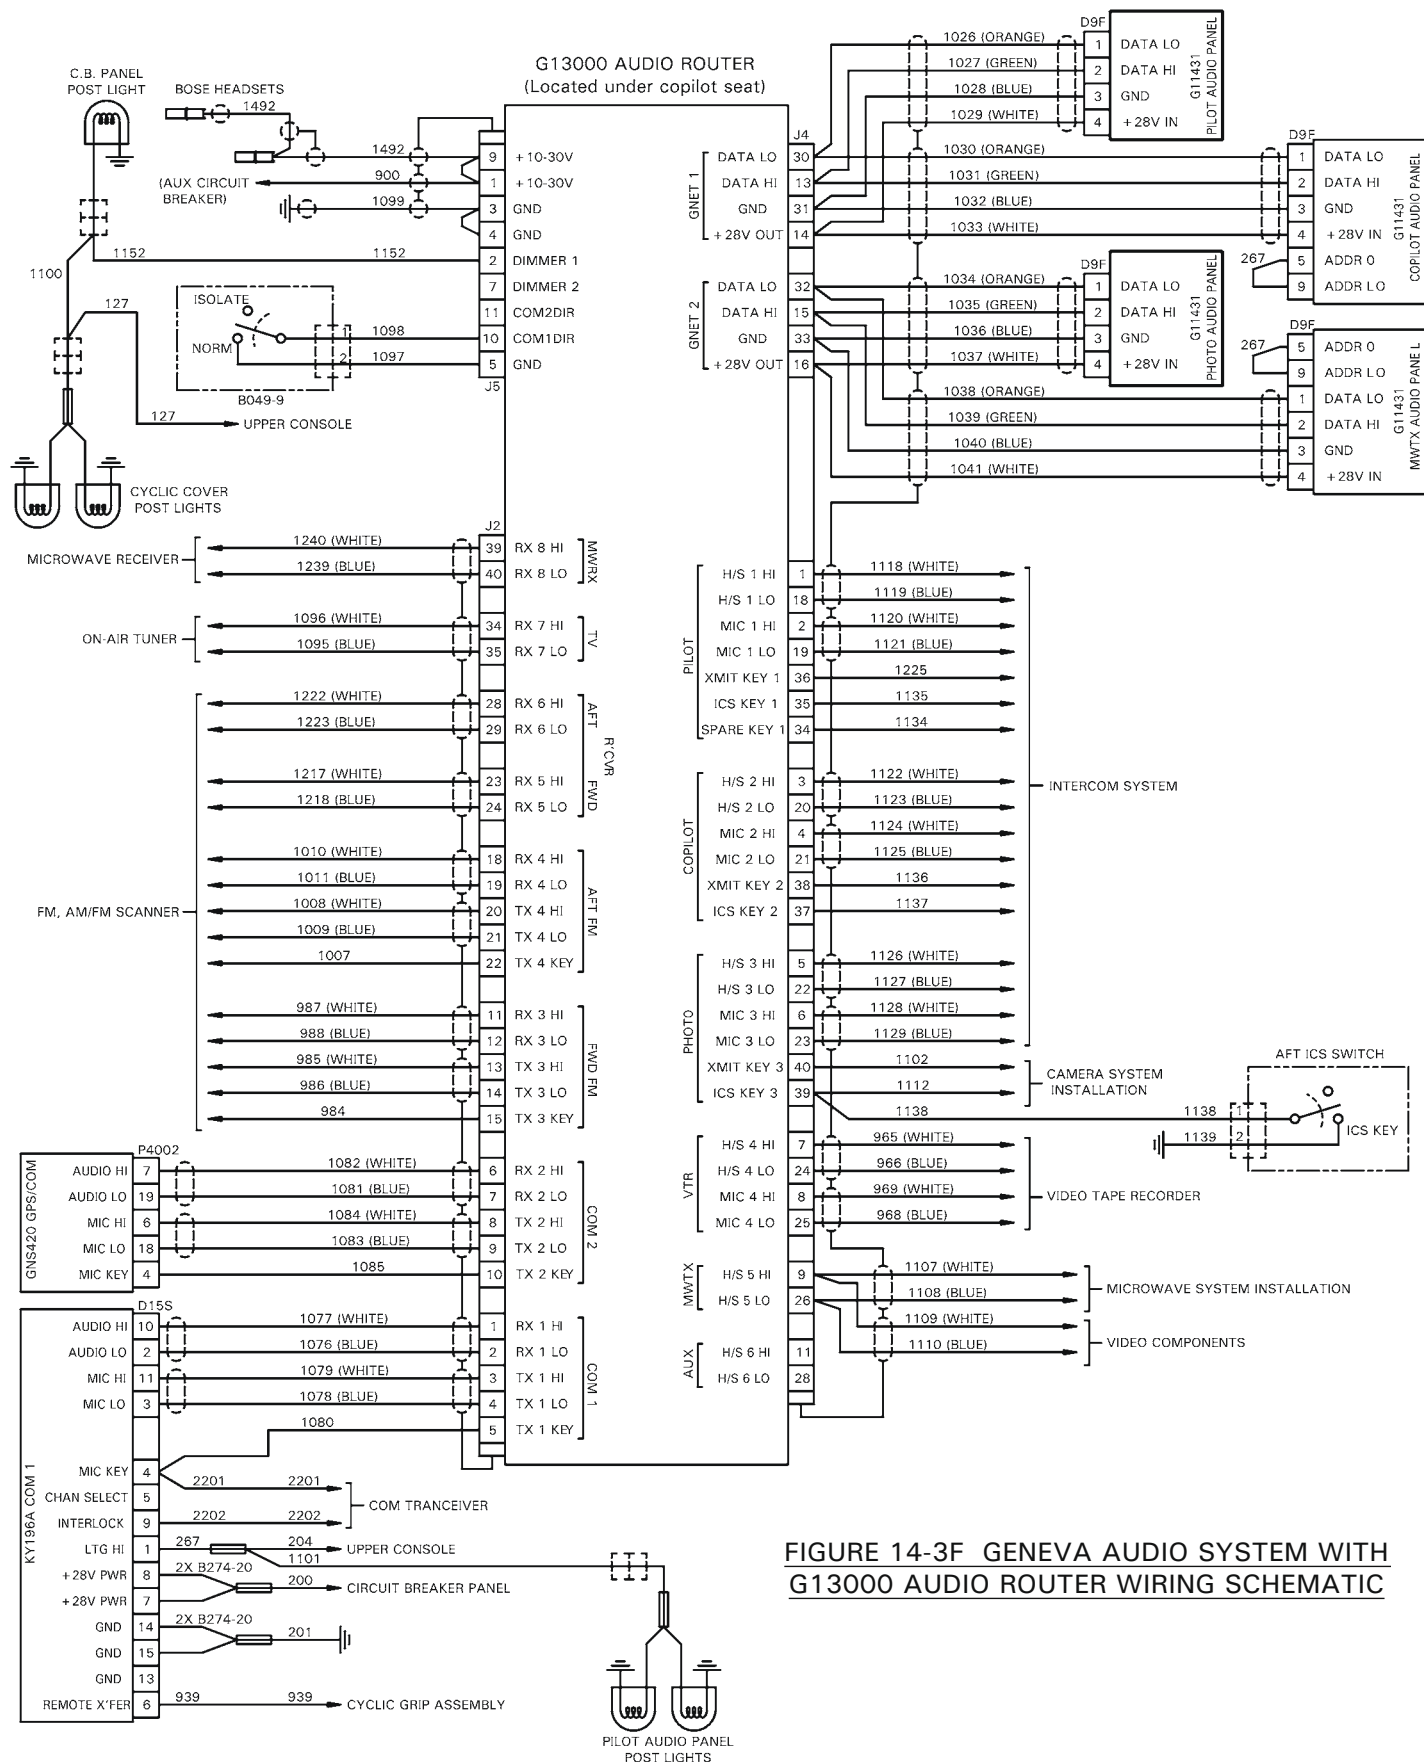 G13000 AUDIO ROUTER
(Located under copilot seat)
C.B. PANEL
POST LIGHT
BOSE HEADSETS
1492
1492
9 +10-30V
(AUX CIRCUIT
BREAKER)
900
1 +10-30V
1099
3 GND
4 GND
1152 1152
2 DIMMER 1
1100
127
7 DIMMER 2
ISOLATE
NORM
11 COM2DIR
1 1098 10 COM1DIR
2 1097 5 GND
J5
B049-9
127 UPPER CONSOLE
CYCLIC COVER
POST LIGHTS
J2
MICROWAVE RECEIVER
1240 (WHITE) 39 RX 8 HI
1239 (BLUE) 40 RX 8 LO
MWRX
ON-AIR TUNER
1096 (WHITE) 34 RX 7 HI
1095 (BLUE) 35 RX 7 LO
TV
1222 (WHITE) 28 RX 6 HI
1223 (BLUE) 29 RX 6 LO
AFT
R'CVR
1217 (WHITE) 23 RX 5 HI
1218 (BLUE) 24 RX 5 LO
FWD
FM, AM/FM SCANNER
1010 (WHITE) 18 RX 4 HI
1011 (BLUE) 19 RX 4 LO
1008 (WHITE) 20 TX 4 HI
1009 (BLUE) 21 TX 4 LO
1007 22 TX 4 KEY
AFT FM
987 (WHITE) 11 RX 3 HI
988 (BLUE) 12 RX 3 LO
985 (WHITE) 13 TX 3 HI
986 (BLUE) 14 TX 3 LO
984 15 TX 3 KEY
FWD FM
P4002
GNS420 GPS/COM
AUDIO HI 7 1082 (WHITE) 6 RX 2 HI
AUDIO LO 19 1081 (BLUE) 7 RX 2 LO
MIC HI 6 1084 (WHITE) 8 TX 2 HI
MIC LO 18 1083 (BLUE) 9 TX 2 LO
MIC KEY 4 1085 10 TX 2 KEY
COM 2
D15S
KY196A COM 1
AUDIO HI 10 1077 (WHITE) 1 RX 1 HI
AUDIO LO 2 1076 (BLUE) 2 RX 1 LO
MIC HI 11 1079 (WHITE) 3 TX 1 HI
MIC LO 3 1078 (BLUE) 4 TX 1 LO
1080 5 TX 1 KEY
COM 1
MIC KEY 4
2201 2201
CHAN SELECT 5
COM TRANCEIVER
INTERLOCK 9 2202 2202
LTG HI 1 267 204 UPPER CONSOLE
1101
+28V PWR 8 2X B274-20
200 CIRCUIT BREAKER PANEL
+28V PWR 7
GND 14 2X B274-20
201
GND 15
GND 13
REMOTE X'FER 6 939 939 CYCLIC GRIP ASSEMBLY
PILOT AUDIO PANEL
POST LIGHTS
J4
GNET 1
DATA LO 30
DATA HI 13
GND 31
+28V OUT 14
GNET 2
DATA LO 32
DATA HI 15
GND 33
+28V OUT 16
D9F
1026 (ORANGE) 1 DATA LO
1027 (GREEN) 2 DATA HI
1028 (BLUE) 3 GND
1029 (WHITE) 4 +28V IN
G11431
PILOT AUDIO PANEL
D9F
1030 (ORANGE) 1 DATA LO
1031 (GREEN) 2 DATA HI
1032 (BLUE) 3 GND
1033 (WHITE) 4 +28V IN
267 5 ADDR 0
9 ADDR LO
G11431
COPILOT AUDIO PANEL
D9F
1034 (ORANGE) 1 DATA LO
1035 (GREEN) 2 DATA HI
1036 (BLUE) 3 GND
1037 (WHITE) 4 +28V IN
G11431
PHOTO AUDIO PANEL
D9F
267 5 ADDR 0
9 ADDR LO
1038 (ORANGE) 1 DATA LO
1039 (GREEN) 2 DATA HI
1040 (BLUE) 3 GND
1041 (WHITE) 4 +28V IN
G11431
MWTX AUDIO PANEL
PILOT
H/S 1 HI 1 1118 (WHITE)
H/S 1 LO 18 1119 (BLUE)
MIC 1 HI 2 1120 (WHITE)
MIC 1 LO 19 1121 (BLUE)
XMIT KEY 1 36 1225
ICS KEY 1 35 1135
SPARE KEY 1 34 1134
INTERCOM SYSTEM
COPILOT
H/S 2 HI 3 1122 (WHITE)
H/S 2 LO 20 1123 (BLUE)
MIC 2 HI 4 1124 (WHITE)
MIC 2 LO 21 1125 (BLUE)
XMIT KEY 2 38 1136
ICS KEY 2 37 1137
PHOTO
H/S 3 HI 5 1126 (WHITE)
H/S 3 LO 22 1127 (BLUE)
MIC 3 HI 6 1128 (WHITE)
MIC 3 LO 23 1129 (BLUE)
XMIT KEY 3 40 1102
ICS KEY 3 39 1112
CAMERA SYSTEM
INSTALLATION
AFT ICS SWITCH
1138 1138 1
1139 2
ICS KEY
VTR
H/S 4 HI 7 965 (WHITE)
H/S 4 LO 24 966 (BLUE)
MIC 4 HI 8 969 (WHITE)
MIC 4 LO 25 968 (BLUE)
VIDEO TAPE RECORDER
MWTX
H/S 5 HI 9 1107 (WHITE)
H/S 5 LO 26 1108 (BLUE)
MICROWAVE SYSTEM INSTALLATION
1109 (WHITE)
1110 (BLUE)
VIDEO COMPONENTS
AUX
H/S 6 HI 11
H/S 6 LO 28
FIGURE 14-3F GENEVA AUDIO SYSTEM WITH
G13000 AUDIO ROUTER WIRING SCHEMATIC